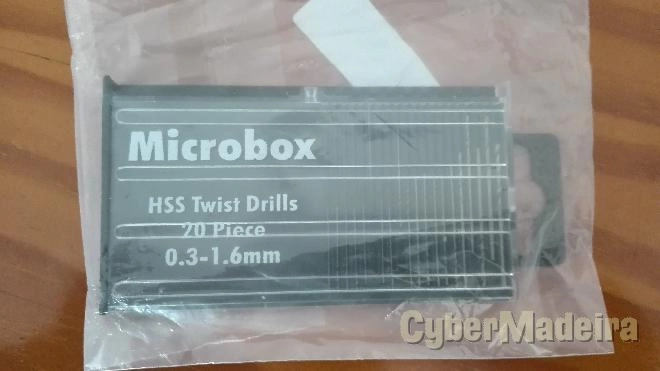 Microbox
HSS Twist Drills
20 Piece
0.3-1.6mm
CyberMadeira